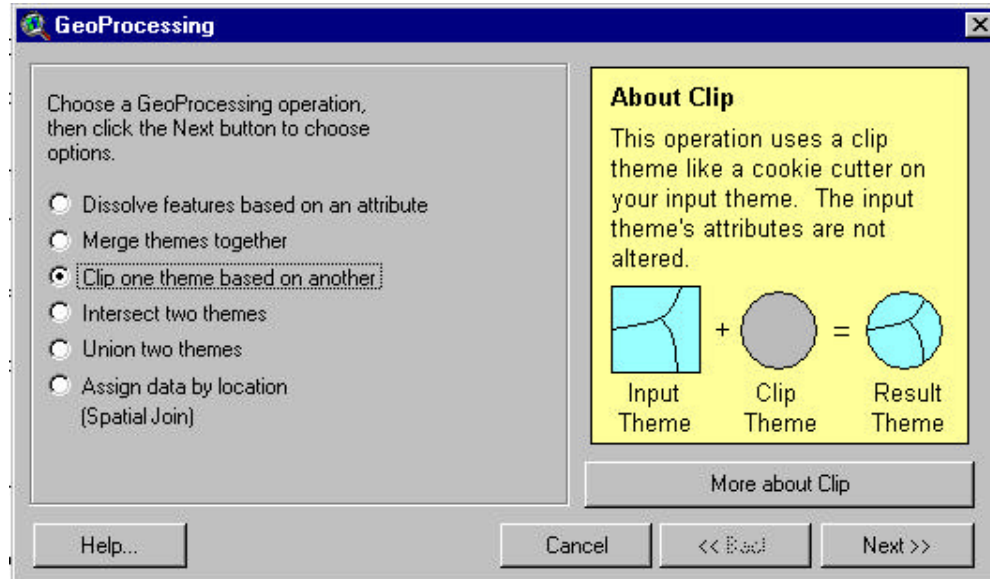 GeoProcessing
Choose a GeoProcessing operation,
then click the Next button to choose
options.
Dissolve features based on an attribute
Merge themes together
Clip one theme based on another
Intersect two themes
Union two themes
Assign data by location
(Spatial Join)
About Clip
This operation uses a clip
theme like a cookie cutter on
your input theme. The input
theme's attributes are not
altered.
+ =
Input Clip Result
Theme Theme Theme
More about Clip
Help... Cancel << Back Next >>